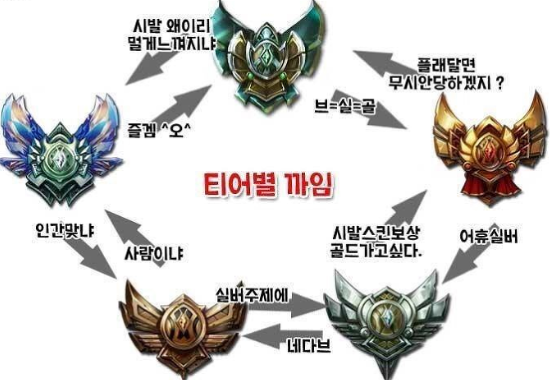 시발 왜이리
멀게느껴지냐
플래달면
무시안당하겠지 ?
브=실=골
즐겜 ^오^
티어별 까임
인간맞냐
사람이냐
시발스킨보상
골드가고싶다.
어휴실버
실버주제에
네다브